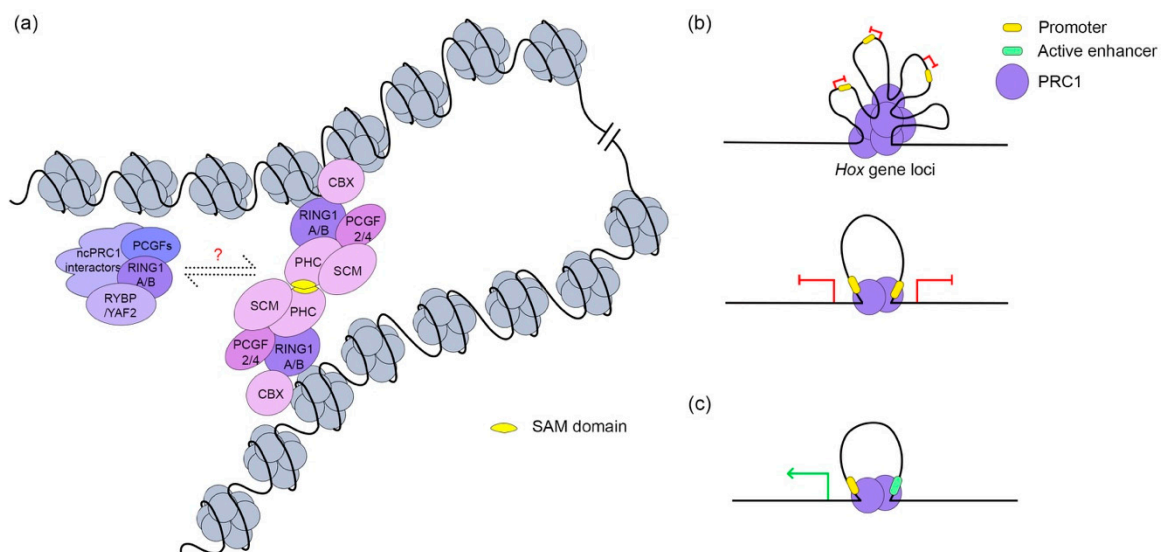 (a)
CBX
RING1
A/B
PCGF
2/4
PHC
SCM
ncPRC1
interactors
PCGFs
RING1
A/B
RYBP
/YAF2
?
SCM
PHC
PCGF
2/4
RING1
A/B
CBX
SAM domain
(b)
Hox gene loci
Promoter
Active enhancer
PRC1
(c)